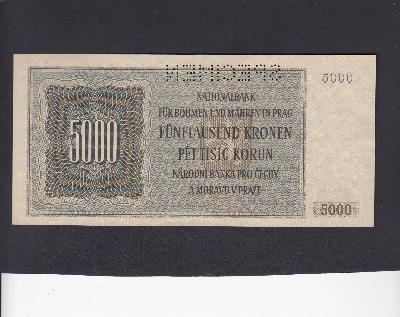 SPECIMEN
5000
NATIONALBANK
FÜR BÖHMEN UND MÄHREN IN PRAG
5000
FÜNFTAUSEND KRONEN
PĚT TISÍC KORUN
NÁRODNÍ BANKA PRO ČECHY
A MORAVU V PRAZE
5000